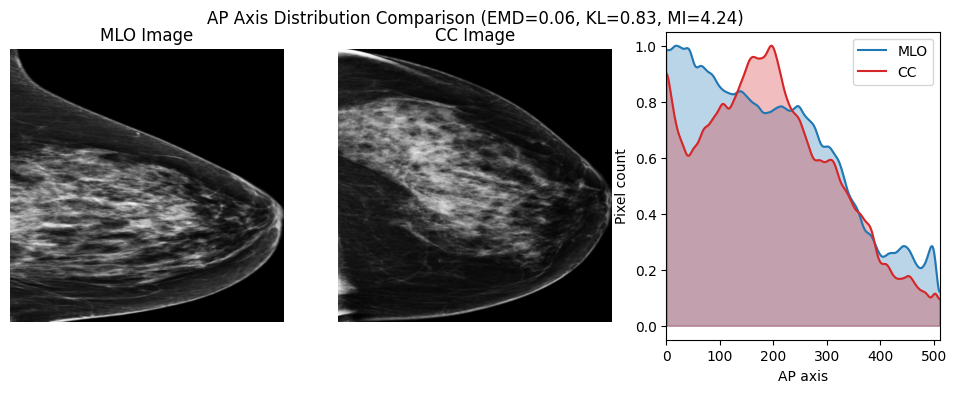 AP Axis Distribution Comparison (EMD=0.06, KL=0.83, MI=4.24)
MLO Image
CC Image
MLO
CC
Pixel count
1.0
0.8
0.6
0.4
0.2
0.0
0 100 200 300 400 500
AP axis